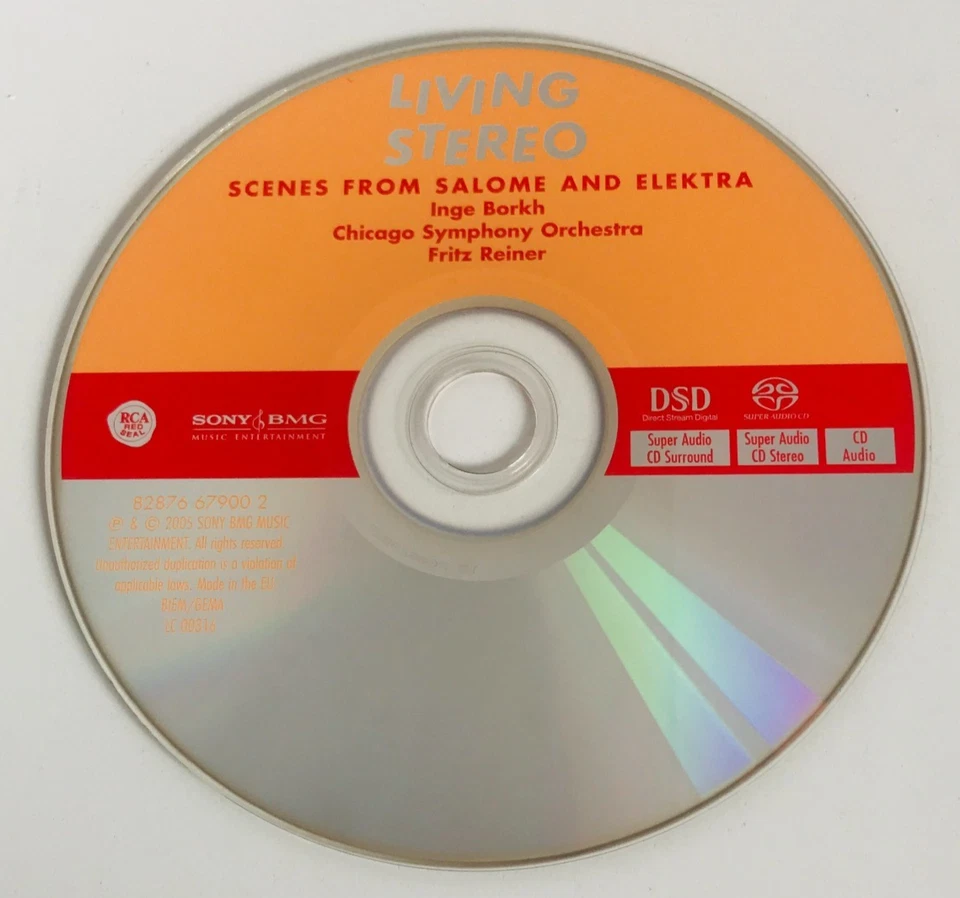 LIVING
STEREO
SCENES FROM SALOME AND ELEKTRA
Inge Borkh
Chicago Symphony Orchestra
Fritz Reiner
RCA
RED
SEAL
SONY BMG
MUSIC ENTERTAINMENT
DSD
Direct Stream Digital
SUPER AUDIO CD
Super Audio
CD Surround
Super Audio
CD Stereo
CD
Audio
82876 67900 2
℗ & © 2005 SONY BMG MUSIC
ENTERTAINMENT. All rights reserved.
Unauthorized duplication is a violation of
applicable laws. Made in the EU
BIEM/GEMA
LC 00316